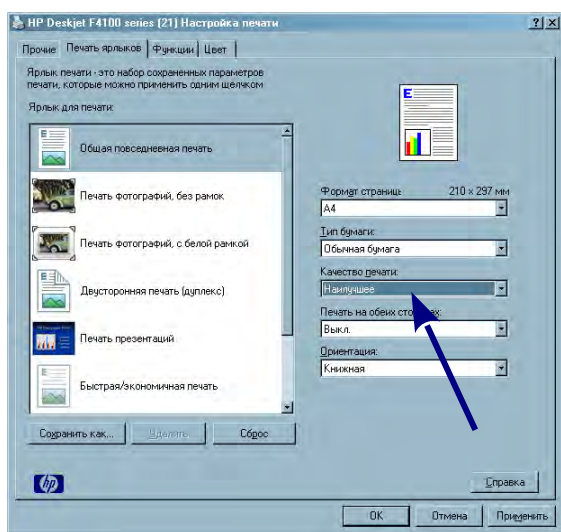 HP Deskjet F4100 series (21) Настройка печати
Прочие Печать ярлыков Функции Цвет
Ярлык печати - это набор сохраненных параметров
печати, которые можно применить одним щелчком
Ярлык для печати:
Общая повседневная печать
Печать фотографий, без рамок
Печать фотографий, с белой рамкой
Двусторонняя печать (дуплекс)
Печать презентаций
Быстрая/экономичная печать
Сохранить как... Удалить Сброс
Формат страниц: 210 x 297 мм
A4
Тип бумаги:
Обычная бумага
Качество печати:
Наилучшее
Печать на обеих
Выкл.
Ориентация:
Книжная
hp
Справка
OK Отмена Применить